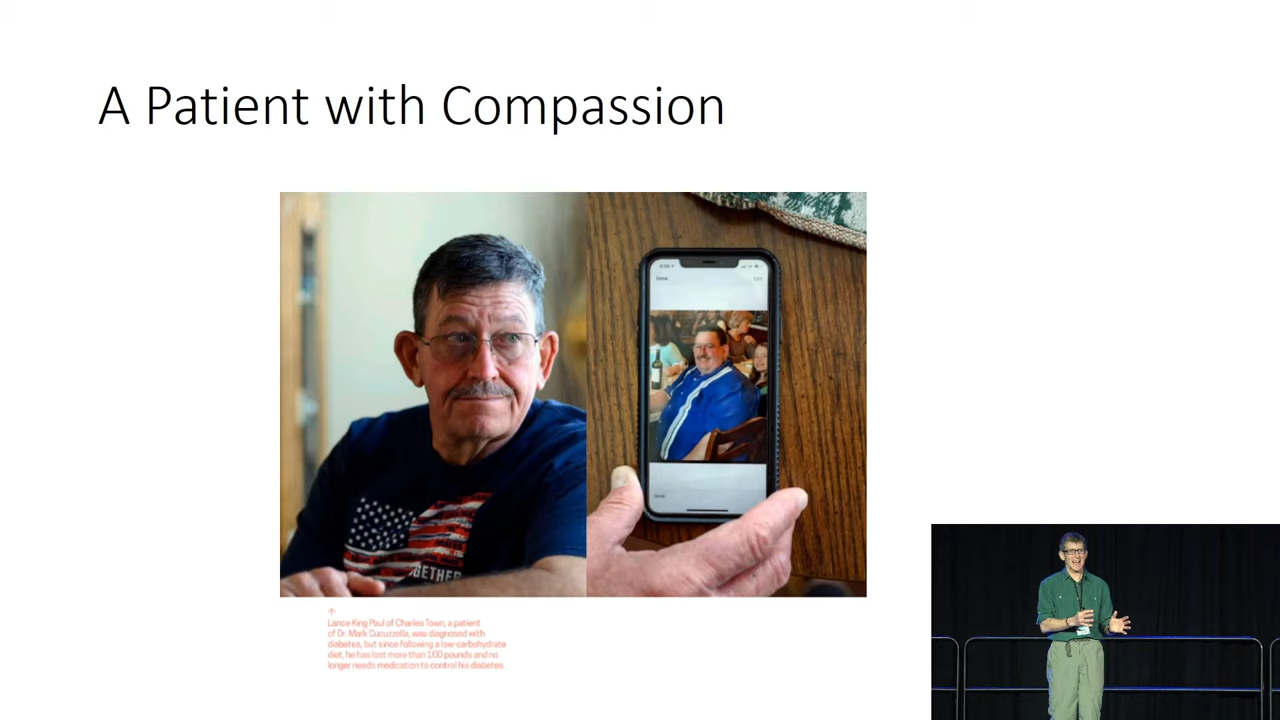 A Patient with Compassion
Lance King Paul of Charles Town, a patient
of Dr. Mark Cucuzzella, was diagnosed with
diabetes, but since following a low-carbohydrate
diet, he has lost more than 100 pounds and no
longer needs medication to control his diabetes.